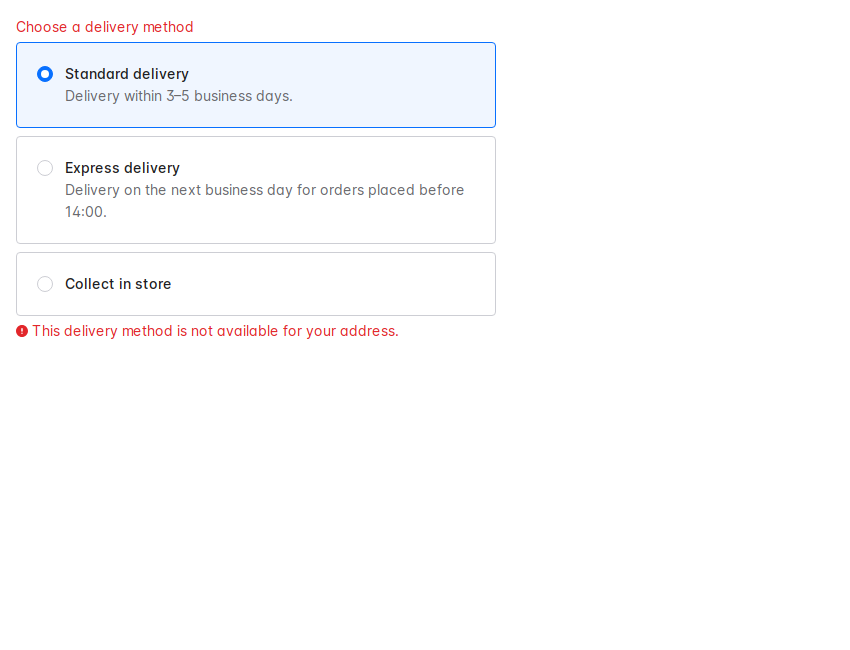 Choose a delivery method
Standard delivery
Delivery within 3–5 business days.
Express delivery
Delivery on the next business day for orders placed before
14:00.
Collect in store
This delivery method is not available for your address.